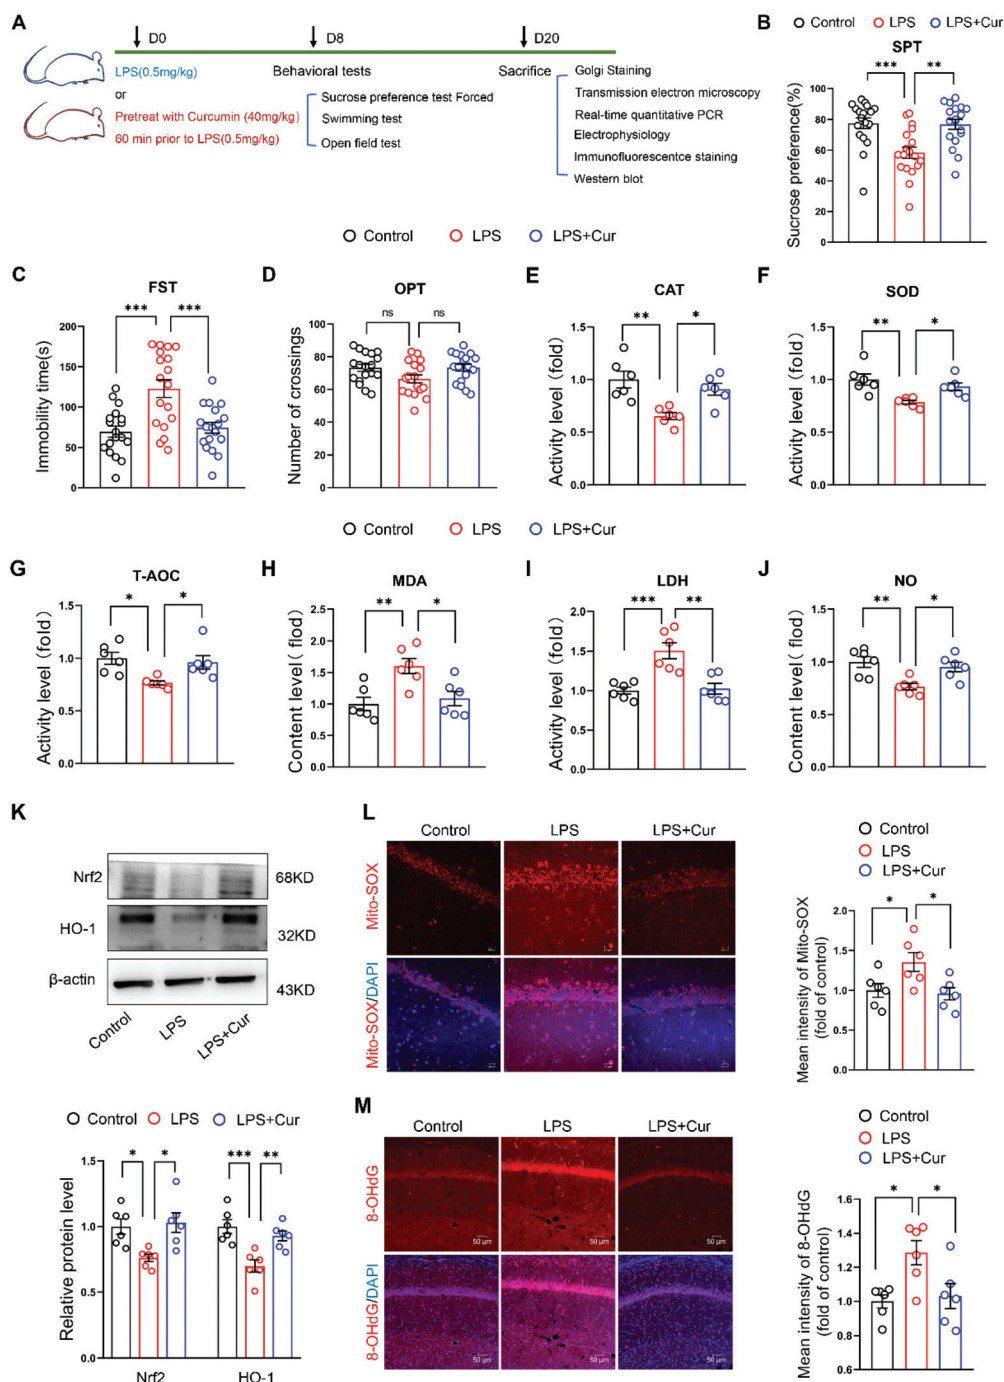 A
D0
D8
D20
LPS(0.5mg/kg)
or
Pretreat with Curcumin (40mg/kg)
60 min prior to LPS(0.5mg/kg)
Behavioral tests
Sucrose preference test Forced
Swimming test
Open field test
Sacrifice
Golgi Staining
Transmission electron microscopy
Real-time quantitative PCR
Electrophysiology
Immunofluorescentce staining
Western blot
B
Control LPS LPS+Cur
SPT
*** **
Sucrose preference(%)
100
80
60
40
20
0
Control LPS LPS+Cur
C
FST
*** ***
Immobility time(s)
200
150
100
50
0
D
OPT
ns ns
Number of crossings
100
80
60
40
20
0
E
CAT
** *
Activity level (fold)
1.5
1.0
0.5
0.0
F
SOD
** *
Activity level (fold)
1.5
1.0
0.5
0.0
Control LPS LPS+Cur
G
T-AOC
* *
Activity level (fold)
1.5
1.0
0.5
0.0
H
MDA
** *
Content level( flod)
2.5
2.0
1.5
1.0
0.5
0.0
I
LDH
*** **
Activity level (fold)
2.0
1.5
1.0
0.5
0.0
J
NO
** *
Content level( fold)
1.5
1.0
0.5
0.0
K
Nrf2 68KD
HO-1 32KD
β-actin 43KD
Control LPS LPS+Cur
Control LPS LPS+Cur
* * *** **
Relative protein level
1.5
1.0
0.5
0.0
Nrf2 HO-1
L
Control LPS LPS+Cur
Mito-SOX
Mito-SOX/DAPI
Control
LPS
LPS+Cur
* *
Mean intensity of Mito-SOX
(fold of control)
2.0
1.5
1.0
0.5
0.0
M
Control LPS LPS+Cur
8-OHdG
50 μm 50 μm 50 μm
8-OHdG/DAPI
50 μm 50 μm 50 μm
Control
LPS
LPS+Cur
* *
Mean intensity of 8-OHdG
(fold of control)
1.6
1.4
1.2
1.0
0.8
0.6